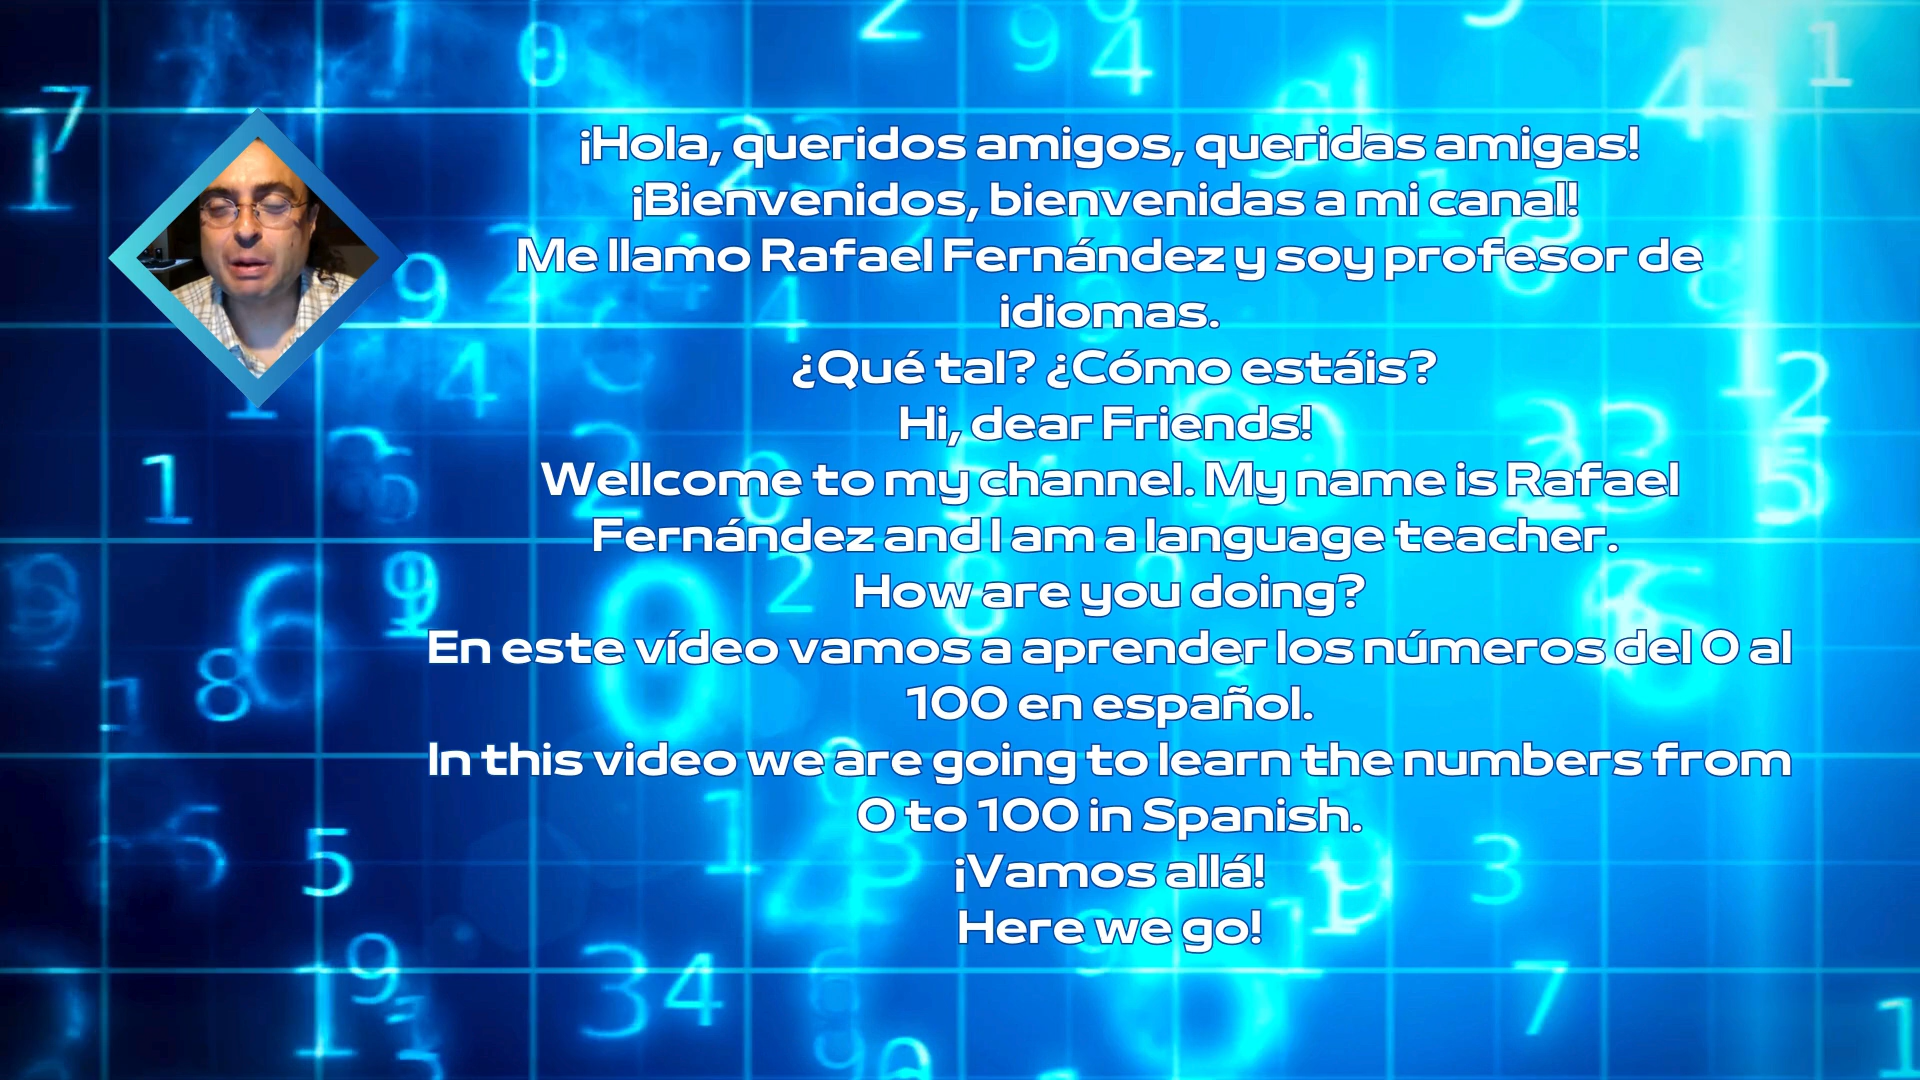 ¡Hola, queridos amigos, queridas amigas!
¡Bienvenidos, bienvenidas a mi canal!
Me llamo Rafael Fernández y soy profesor de
idiomas.
¿Qué tal? ¿Cómo estáis?
Hi, dear Friends!
Wellcome to my channel. My name is Rafael
Fernández and I am a language teacher.
How are you doing?
En este vídeo vamos a aprender los números del 0 al
100 en español.
In this video we are going to learn the numbers from
0 to 100 in Spanish.
¡Vamos allá!
Here we go!